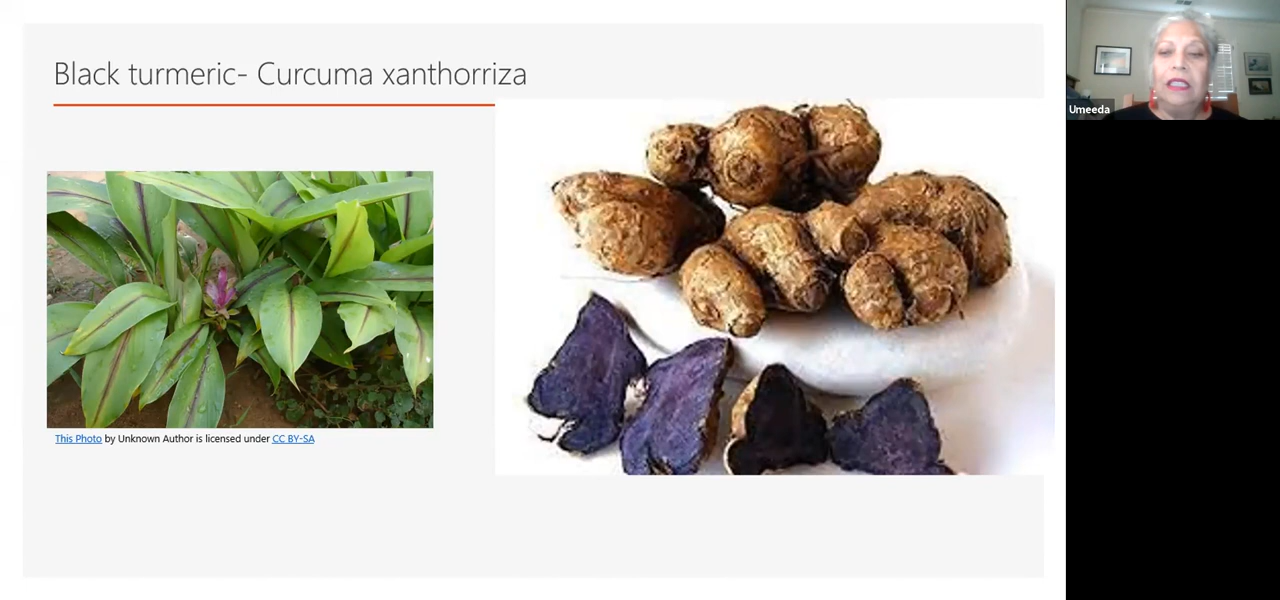 Black turmeric- Curcuma xanthorriza
Umeeda
This Photo by Unknown Author is licensed under CC BY-SA